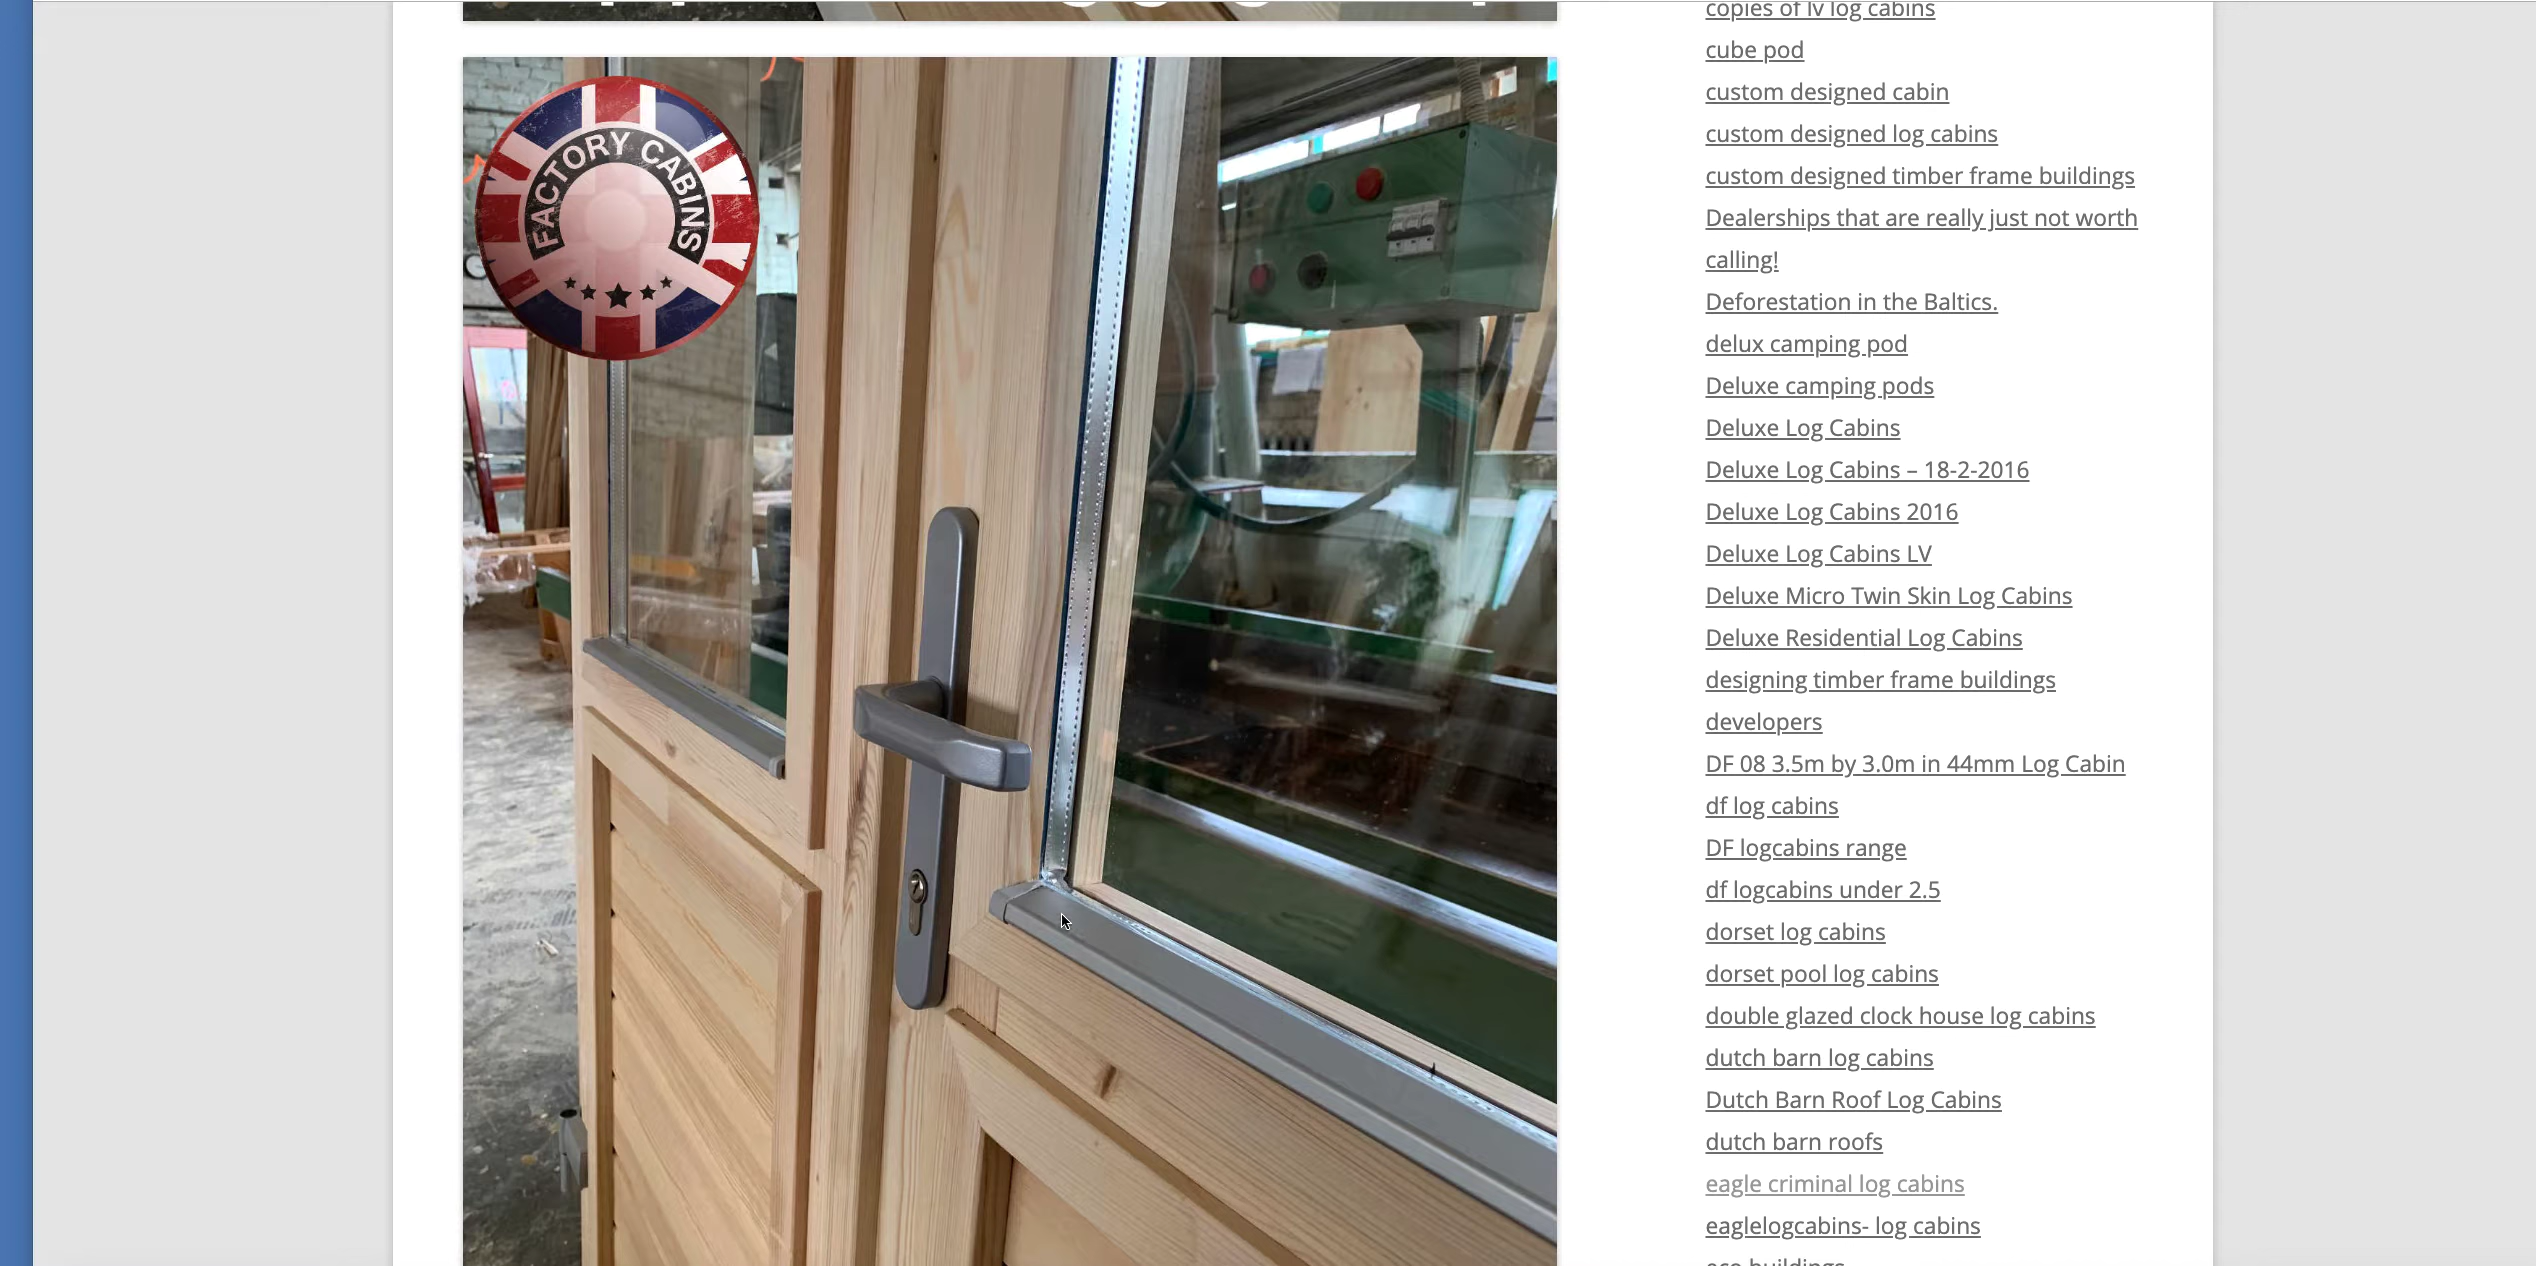 FACTORY CABINS
copies of lv log cabins
cube pod
custom designed cabin
custom designed log cabins
custom designed timber frame buildings
Dealerships that are really just not worth
calling!
Deforestation in the Baltics.
delux camping pod
Deluxe camping pods
Deluxe Log Cabins
Deluxe Log Cabins – 18-2-2016
Deluxe Log Cabins 2016
Deluxe Log Cabins LV
Deluxe Micro Twin Skin Log Cabins
Deluxe Residential Log Cabins
designing timber frame buildings
developers
DF 08 3.5m by 3.0m in 44mm Log Cabin
df log cabins
DF logcabins range
df logcabins under 2.5
dorset log cabins
dorset pool log cabins
double glazed clock house log cabins
dutch barn log cabins
Dutch Barn Roof Log Cabins
dutch barn roofs
eagle criminal log cabins
eaglelogcabins- log cabins